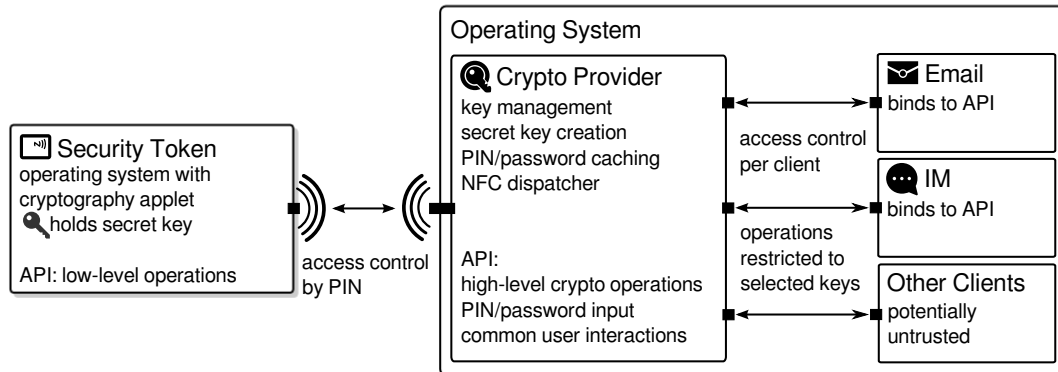 Security Token
operating system with
cryptography applet
holds secret key
API: low-level operations
access control
by PIN
Operating System
Crypto Provider
key management
secret key creation
PIN/password caching
NFC dispatcher
API:
high-level crypto operations
PIN/password input
common user interactions
access control
per client
operations
restricted to
selected keys
Email
binds to API
IM
binds to API
Other Clients
potentially
untrusted